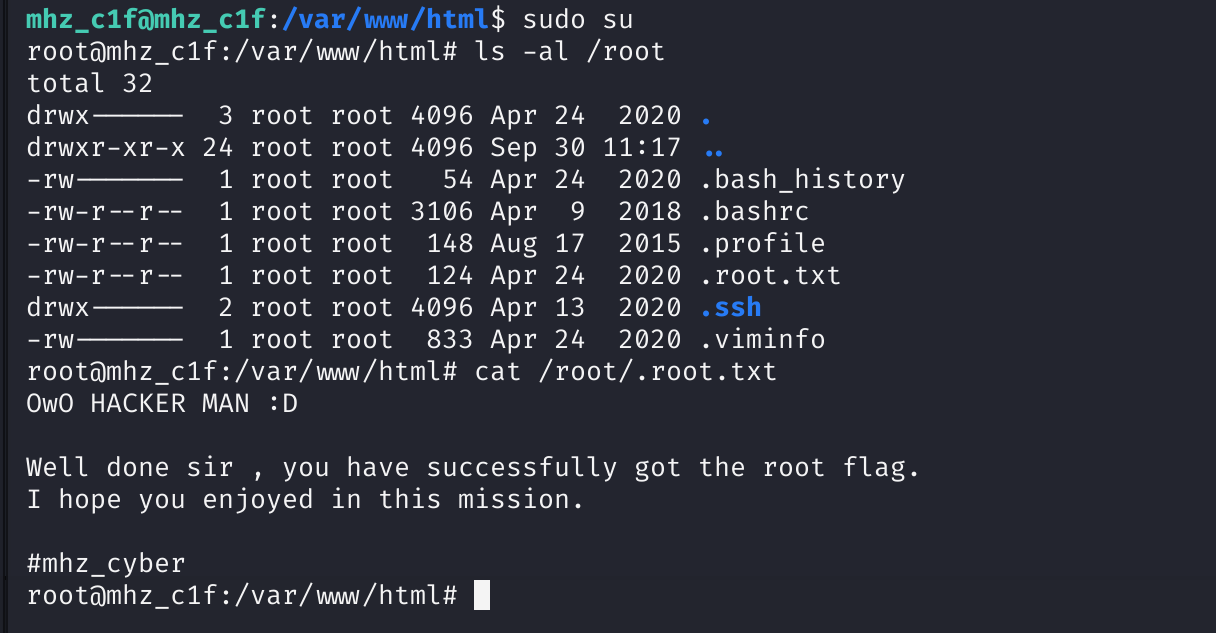 mhz_c1f@mhz_c1f:/var/www/html$ sudo su
root@mhz_c1f:/var/www/html# ls -al /root
total 32
drwx------  3 root root 4096 Apr 24  2020 .
drwxr-xr-x 24 root root 4096 Sep 30 11:17 ..
-rw-------  1 root root   54 Apr 24  2020 .bash_history
-rw-r--r--  1 root root 3106 Apr  9  2018 .bashrc
-rw-r--r--  1 root root  148 Aug 17  2015 .profile
-rw-r--r--  1 root root  124 Apr 24  2020 .root.txt
drwx------  2 root root 4096 Apr 13  2020 .ssh
-rw-------  1 root root  833 Apr 24  2020 .viminfo
root@mhz_c1f:/var/www/html# cat /root/.root.txt
OwO HACKER MAN :D
Well done sir , you have successfully got the root flag.
I hope you enjoyed in this mission.
#mhz_cyber
root@mhz_c1f:/var/www/html#